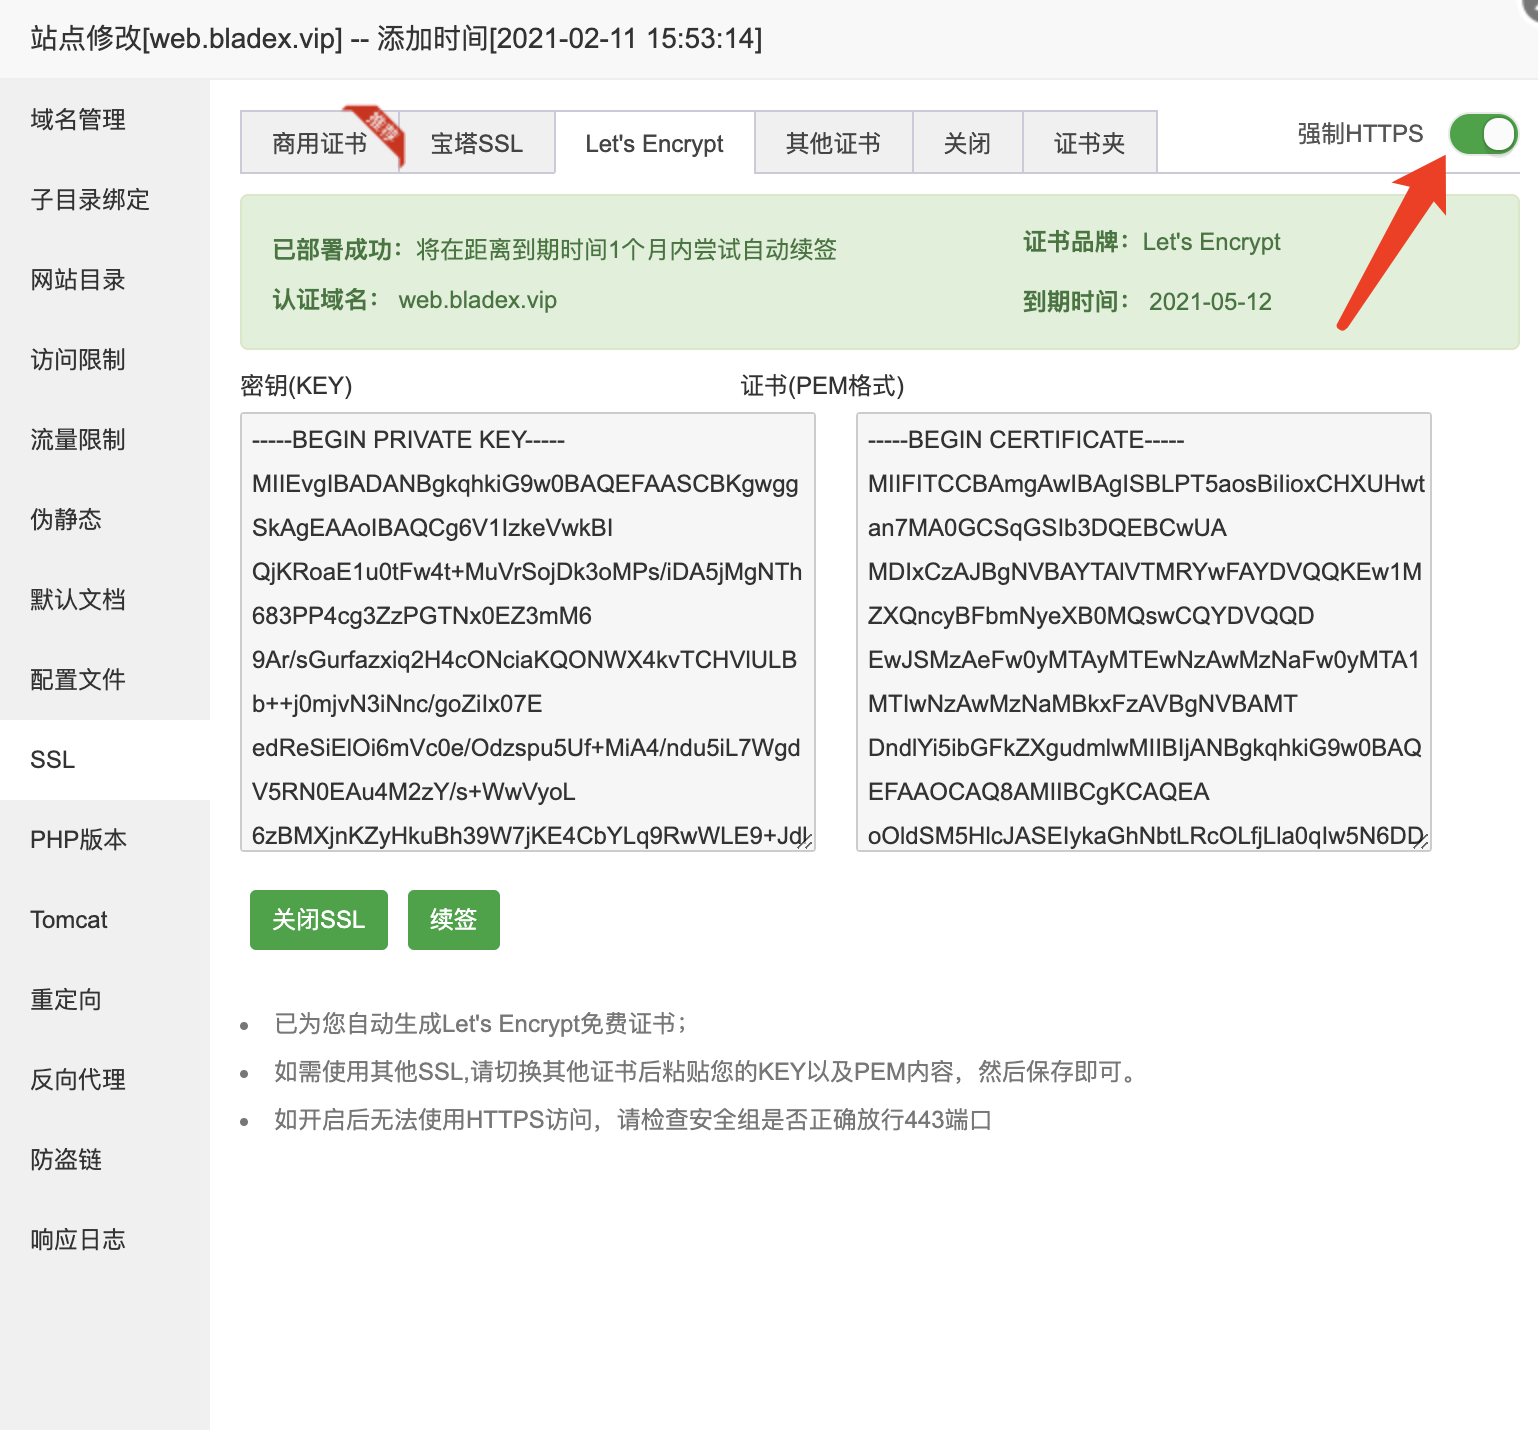 站点修改[web.bladex.vip] -- 添加时间[2021-02-11 15:53:14]
域名管理
子目录绑定
网站目录
访问限制
流量限制
伪静态
默认文档
配置文件
SSL
PHP版本
Tomcat
重定向
反向代理
防盗链
响应日志
商用证书
推荐
宝塔SSL
Let's Encrypt
其他证书
关闭
证书夹
强制HTTPS
已部署成功：将在距离到期时间1个月内尝试自动续签
证书品牌：Let's Encrypt
认证域名： web.bladex.vip
到期时间： 2021-05-12
密钥(KEY)
证书(PEM格式)
-----BEGIN PRIVATE KEY-----
MIIEvgIBADANBgkqhkiG9w0BAQEFAASCBKgwgg
SkAgEAAoIBAQCg6V1IzkeVwkBI
QjKRoaE1u0tFw4t+MuVrSojDk3oMPs/iDA5jMgNTh
683PP4cg3ZzPGTNx0EZ3mM6
9Ar/sGurfazxiq2H4cONciaKQONWX4kvTCHVlULB
b++j0mjvN3iNnc/goZiIx07E
edReSiElOi6mVc0e/Odzspu5Uf+MiA4/ndu5iL7Wgd
V5RN0EAu4M2zY/s+WwVyoL
6zBMXjnKZyHkuBh39W7jKE4CbYLq9RwWLE9+Jdl
-----BEGIN CERTIFICATE-----
MIIFITCCBAmgAwIBAgISBLPT5aosBiIioxCHXUHwt
an7MA0GCSqGSIb3DQEBCwUA
MDIxCzAJBgNVBAYTAlVTMRYwFAYDVQQKEw1M
ZXQncyBFbmNyeXB0MQswCQYDVQQD
EwJSMzAeFw0yMTAyMTEwNzAwMzNaFw0yMTA1
MTIwNzAwMzNaMBkxFzAVBgNVBAMT
DndlYi5ibGFkZXgudmlwMIIBIjANBgkqhkiG9w0BAQ
EFAAOCAQ8AMIIBCgKCAQEA
oOldSM5HlcJASEIykaGhNbtLRcOLfjLla0qIw5N6DD
关闭SSL
续签
已为您自动生成Let's Encrypt免费证书；
如需使用其他SSL,请切换其他证书后粘贴您的KEY以及PEM内容，然后保存即可。
如开启后无法使用HTTPS访问，请检查安全组是否正确放行443端口